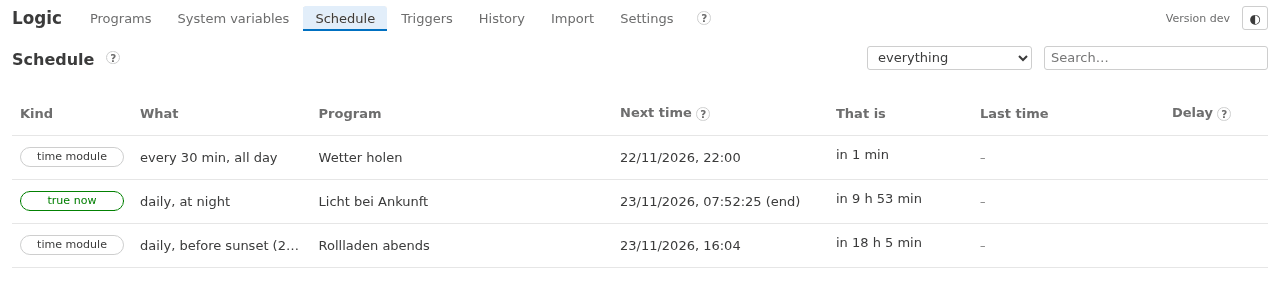 Logic Programs System variables Schedule Triggers History Import Settings ? Version dev
Schedule ? everything Search…
Kind What Program Next time ? That is Last time Delay ?
time module every 30 min, all day Wetter holen 22/11/2026, 22:00 in 1 min –
true now daily, at night Licht bei Ankunft 23/11/2026, 07:52:25 (end) in 9 h 53 min –
time module daily, before sunset (2… Rollladen abends 23/11/2026, 16:04 in 18 h 5 min –